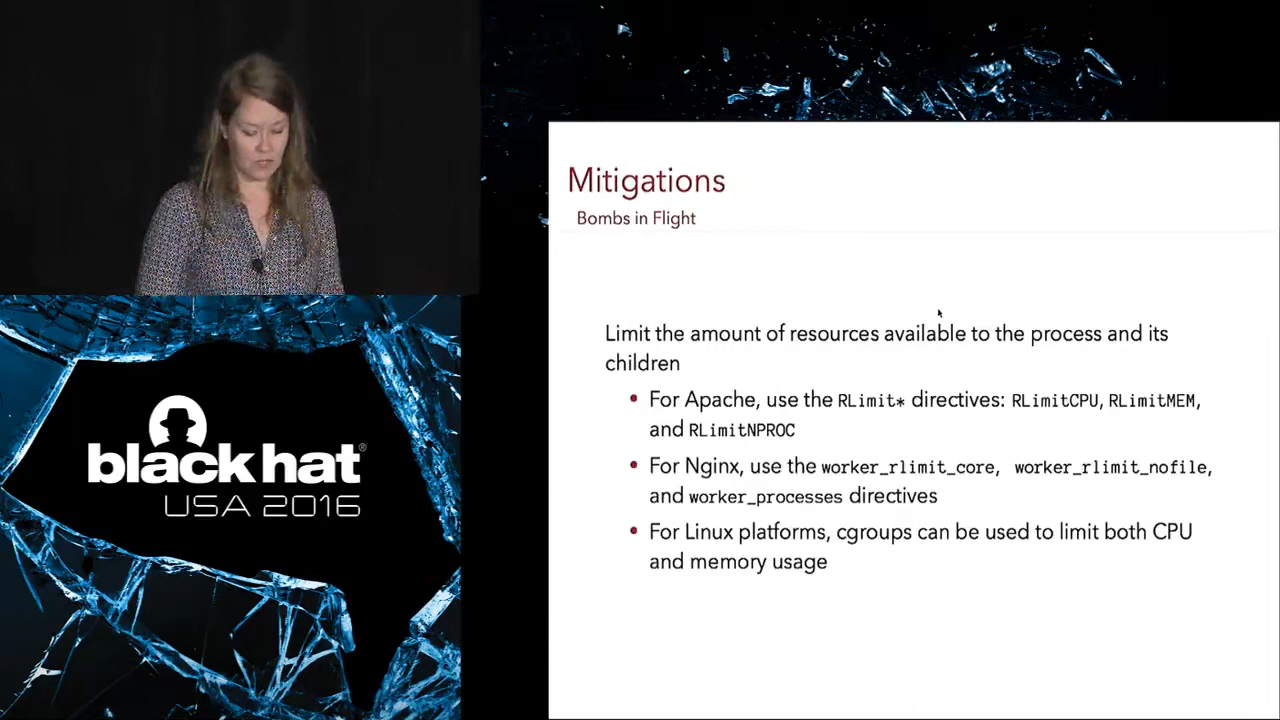 Mitigations
Bombs in Flight
Limit the amount of resources available to the process and its
children
• For Apache, use the RLimit* directives: RLimitCPU, RLimitMEM,
and RLimitNPROC
• For Nginx, use the worker_rlimit_core, worker_rlimit_nofile,
and worker_processes directives
• For Linux platforms, cgroups can be used to limit both CPU
and memory usage
black hat®
USA 2016